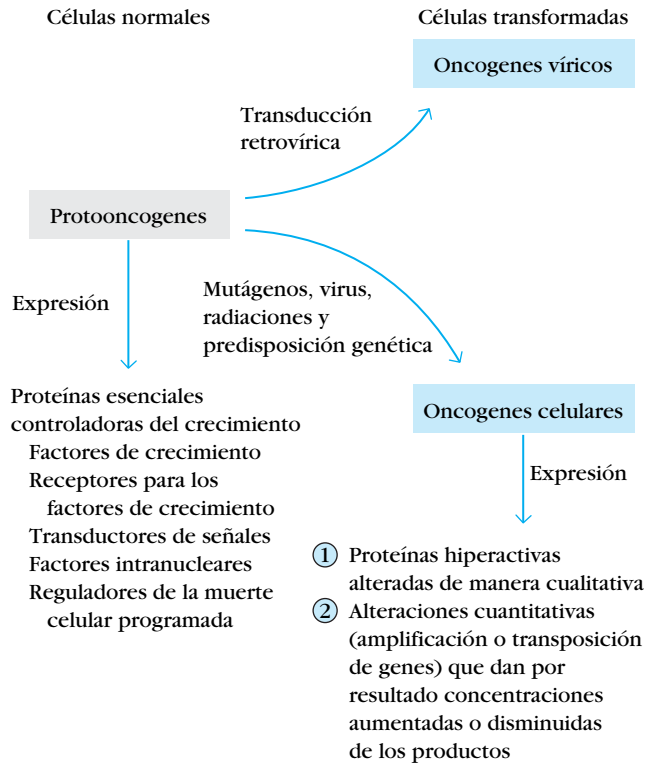 Células normales
Células transformadas
Oncogenes víricos
Transducción
retrovírica
Protooncogenes
Expresión
Mutágenos, virus,
radiaciones y
predisposición genética
Proteínas esenciales
controladoras del crecimiento
Factores de crecimiento
Receptores para los
factores de crecimiento
Transductores de señales
Factores intranucleares
Reguladores de la muerte
celular programada
Oncogenes celulares
Expresión
1 Proteínas hiperactivas
alteradas de manera cualitativa
2 Alteraciones cuantitativas
(amplificación o transposición
de genes) que dan por
resultado concentraciones
aumentadas o disminuidas
de los productos